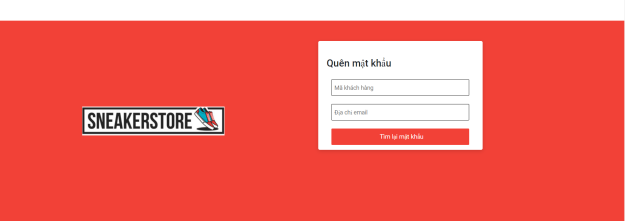 Quên mật khẩu
SNEAKERSTORE
Mã khách hàng
Địa chỉ email
Tìm lại mật khẩu